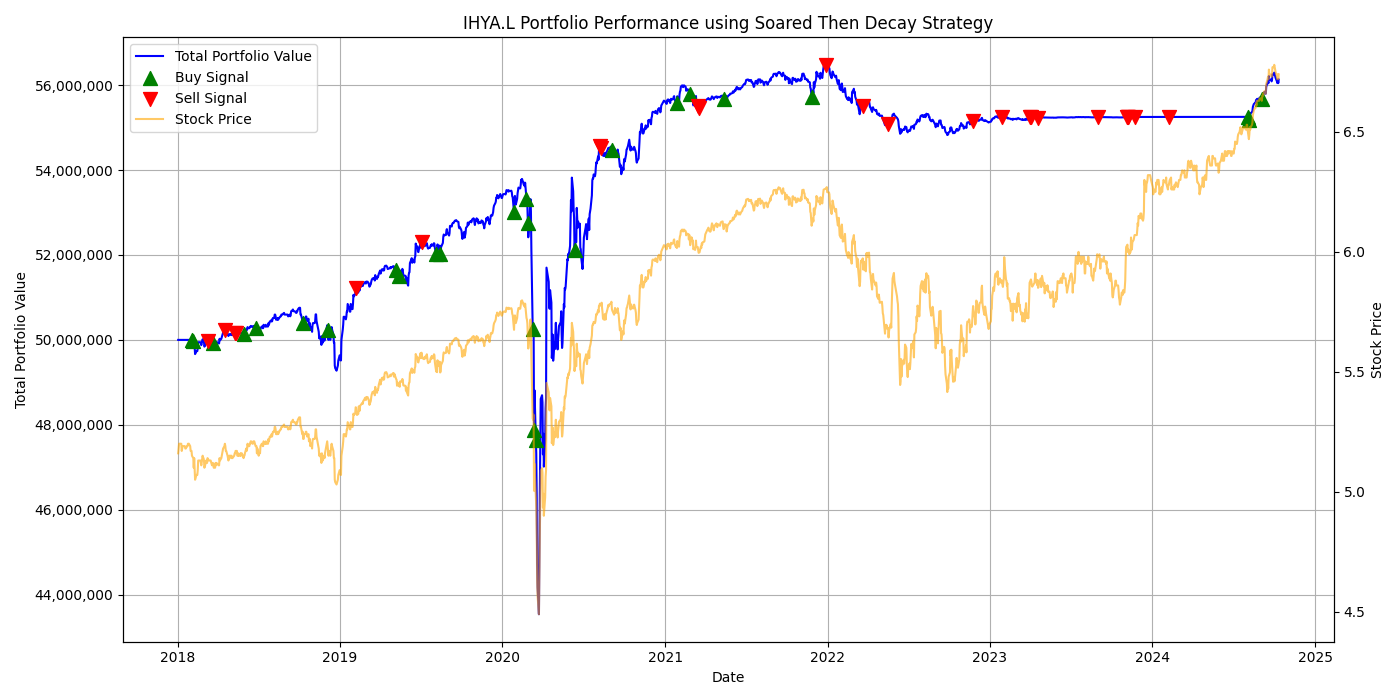 IHYA.L Portfolio Performance using Soared Then Decay Strategy
Total Portfolio Value
Buy Signal
Sell Signal
Stock Price
56,000,000
54,000,000
52,000,000
50,000,000
48,000,000
46,000,000
44,000,000
Total Portfolio Value
6.5
6.0
5.5
5.0
4.5
Stock Price
2018 2019 2020 2021 2022 2023 2024 2025
Date